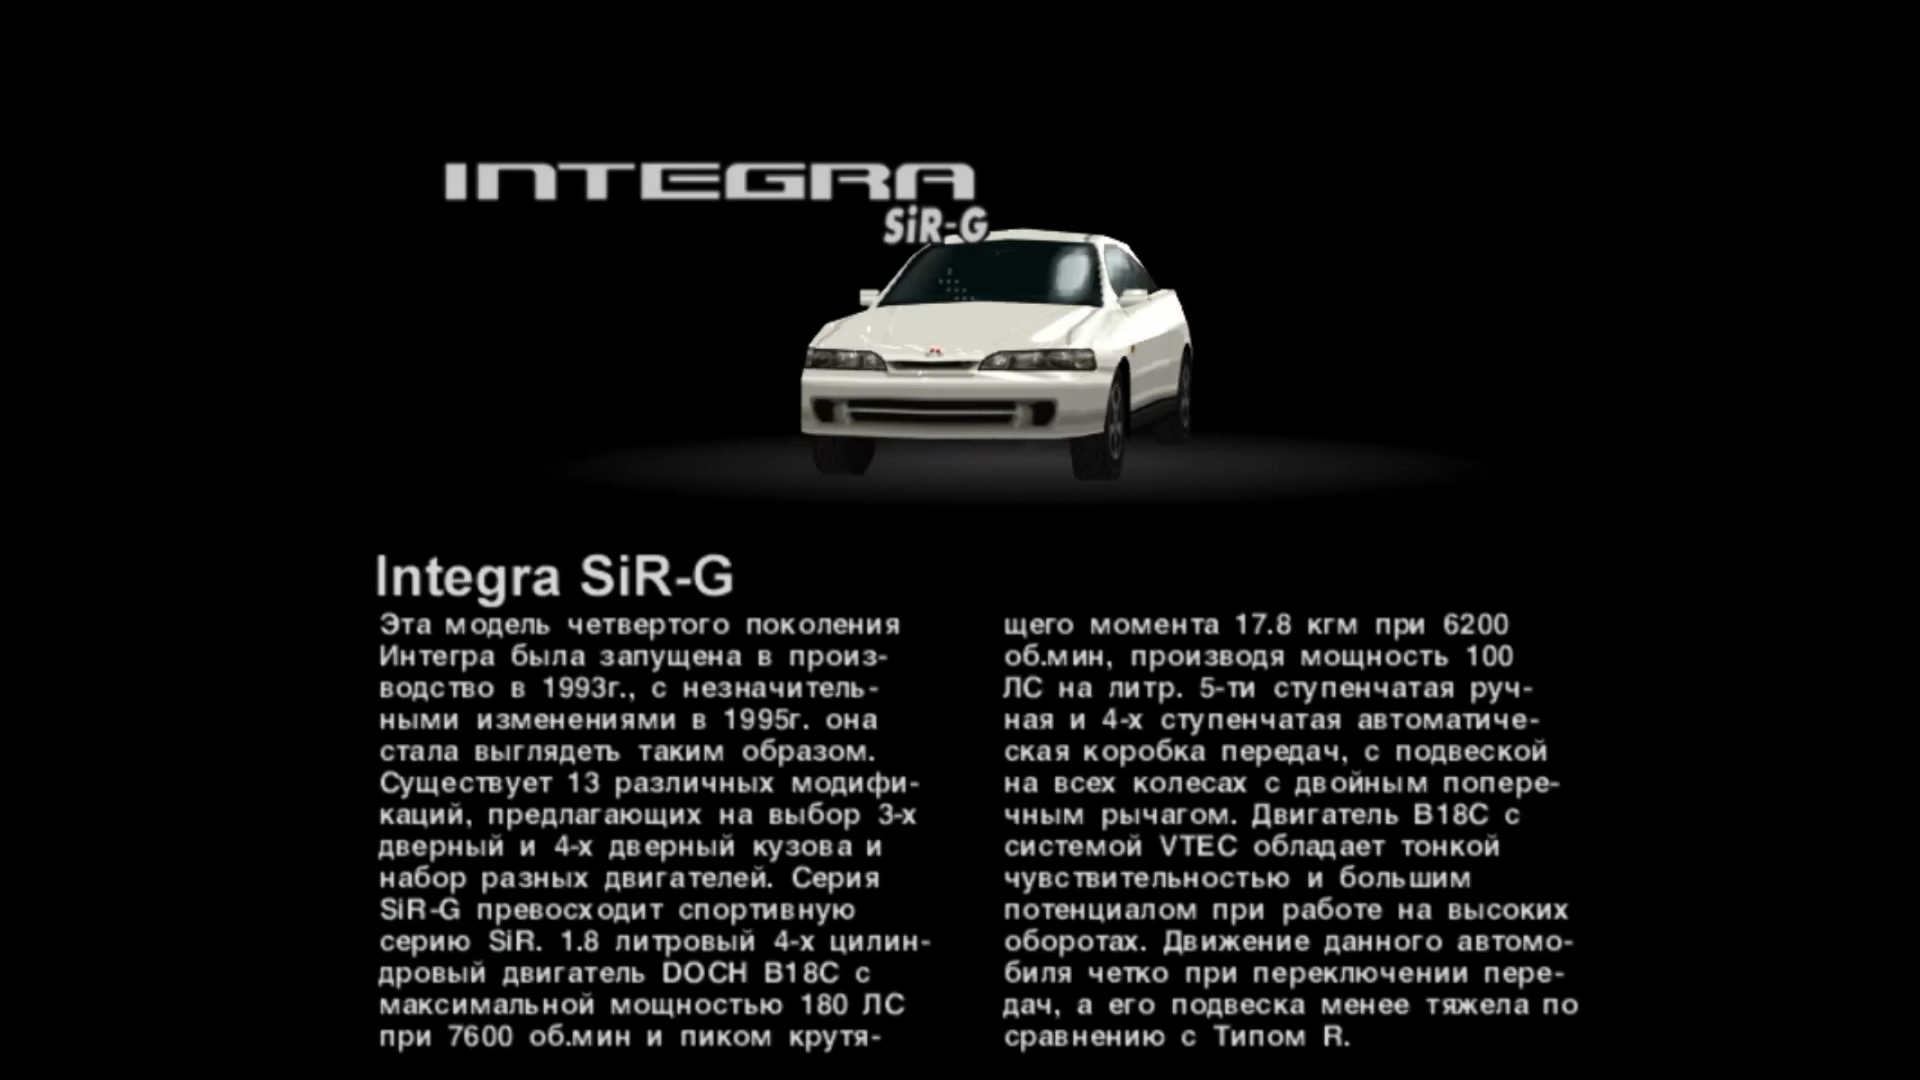 INTEGRA
SiR-G
Integra SiR-G
Эта модель четвертого поколения
Интегра была запущена в произ-
водство в 1993г., с незначитель-
ными изменениями в 1995г. она
стала выглядеть таким образом.
Существует 13 различных модифи-
каций, предлагающих на выбор 3-х
дверный и 4-х дверный кузова и
набор разных двигателей. Серия
SiR-G превосходит спортивную
серию SiR. 1.8 литровый 4-х цилин-
дровый двигатель DOCH B18C с
максимальной мощностью 180 ЛС
при 7600 об.мин и пиком крутя-
щего момента 17.8 кгм при 6200
об.мин, производя мощность 100
ЛС на литр. 5-ти ступенчатая руч-
ная и 4-х ступенчатая автоматиче-
ская коробка передач, с подвеской
на всех колесах с двойным попере-
чным рычагом. Двигатель B18C с
системой VTEC обладает тонкой
чувствительностью и большим
потенциалом при работе на высоких
оборотах. Движение данного автомо-
биля четко при переключении пере-
дач, а его подвеска менее тяжела по
сравнению с Типом R.